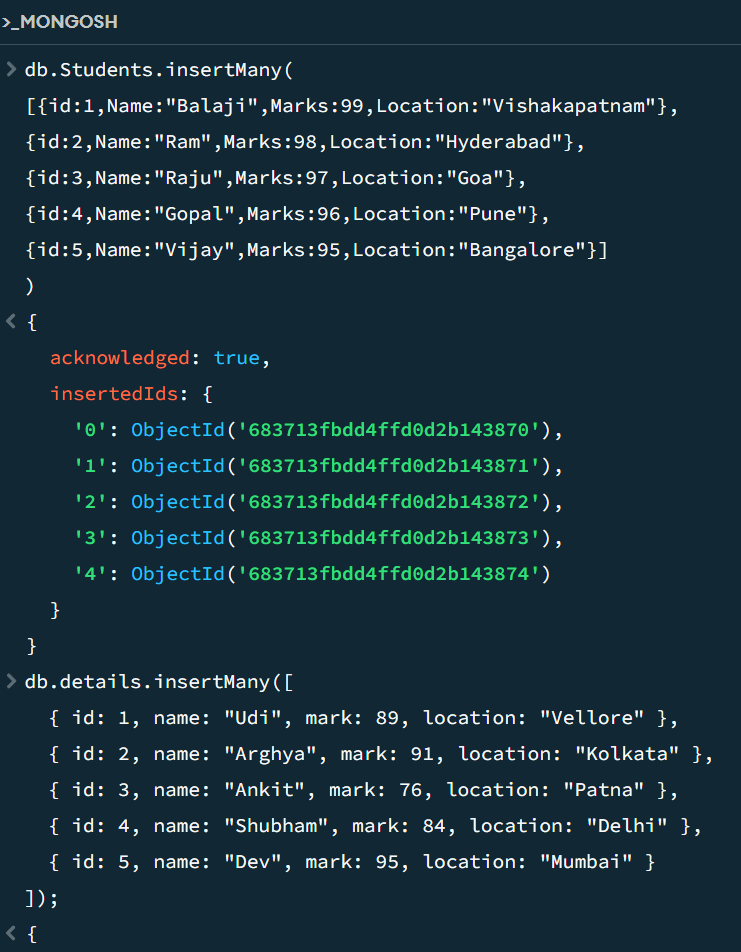 >_MONGOSH
> db.Students.insertMany(
[{id:1,Name:"Balaji",Marks:99,Location:"Vishakapatnam"},
{id:2,Name:"Ram",Marks:98,Location:"Hyderabad"},
{id:3,Name:"Raju",Marks:97,Location:"Goa"},
{id:4,Name:"Gopal",Marks:96,Location:"Pune"},
{id:5,Name:"Vijay",Marks:95,Location:"Bangalore"}]
)
< {
acknowledged: true,
insertedIds: {
'0': ObjectId('683713fbdd4ffd0d2b143870'),
'1': ObjectId('683713fbdd4ffd0d2b143871'),
'2': ObjectId('683713fbdd4ffd0d2b143872'),
'3': ObjectId('683713fbdd4ffd0d2b143873'),
'4': ObjectId('683713fbdd4ffd0d2b143874')
}
}
> db.details.insertMany([
{ id: 1, name: "Udi", mark: 89, location: "Vellore" },
{ id: 2, name: "Arghya", mark: 91, location: "Kolkata" },
{ id: 3, name: "Ankit", mark: 76, location: "Patna" },
{ id: 4, name: "Shubham", mark: 84, location: "Delhi" },
{ id: 5, name: "Dev", mark: 95, location: "Mumbai" }
]);
< {